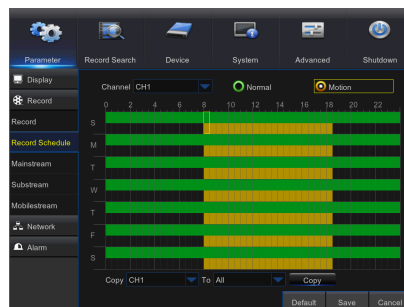 Parameter Record Search Device System Advanced Shutdown
Display
Record
Record
Record Schedule
Mainstream
Substream
Mobilestream
Network
Alarm
Channel CH1 Normal Motion
0 2 4 6 8 10 12 14 16 18 20 22
S
M
T
W
T
F
S
Copy CH1 To All Copy
Default Save Cancel